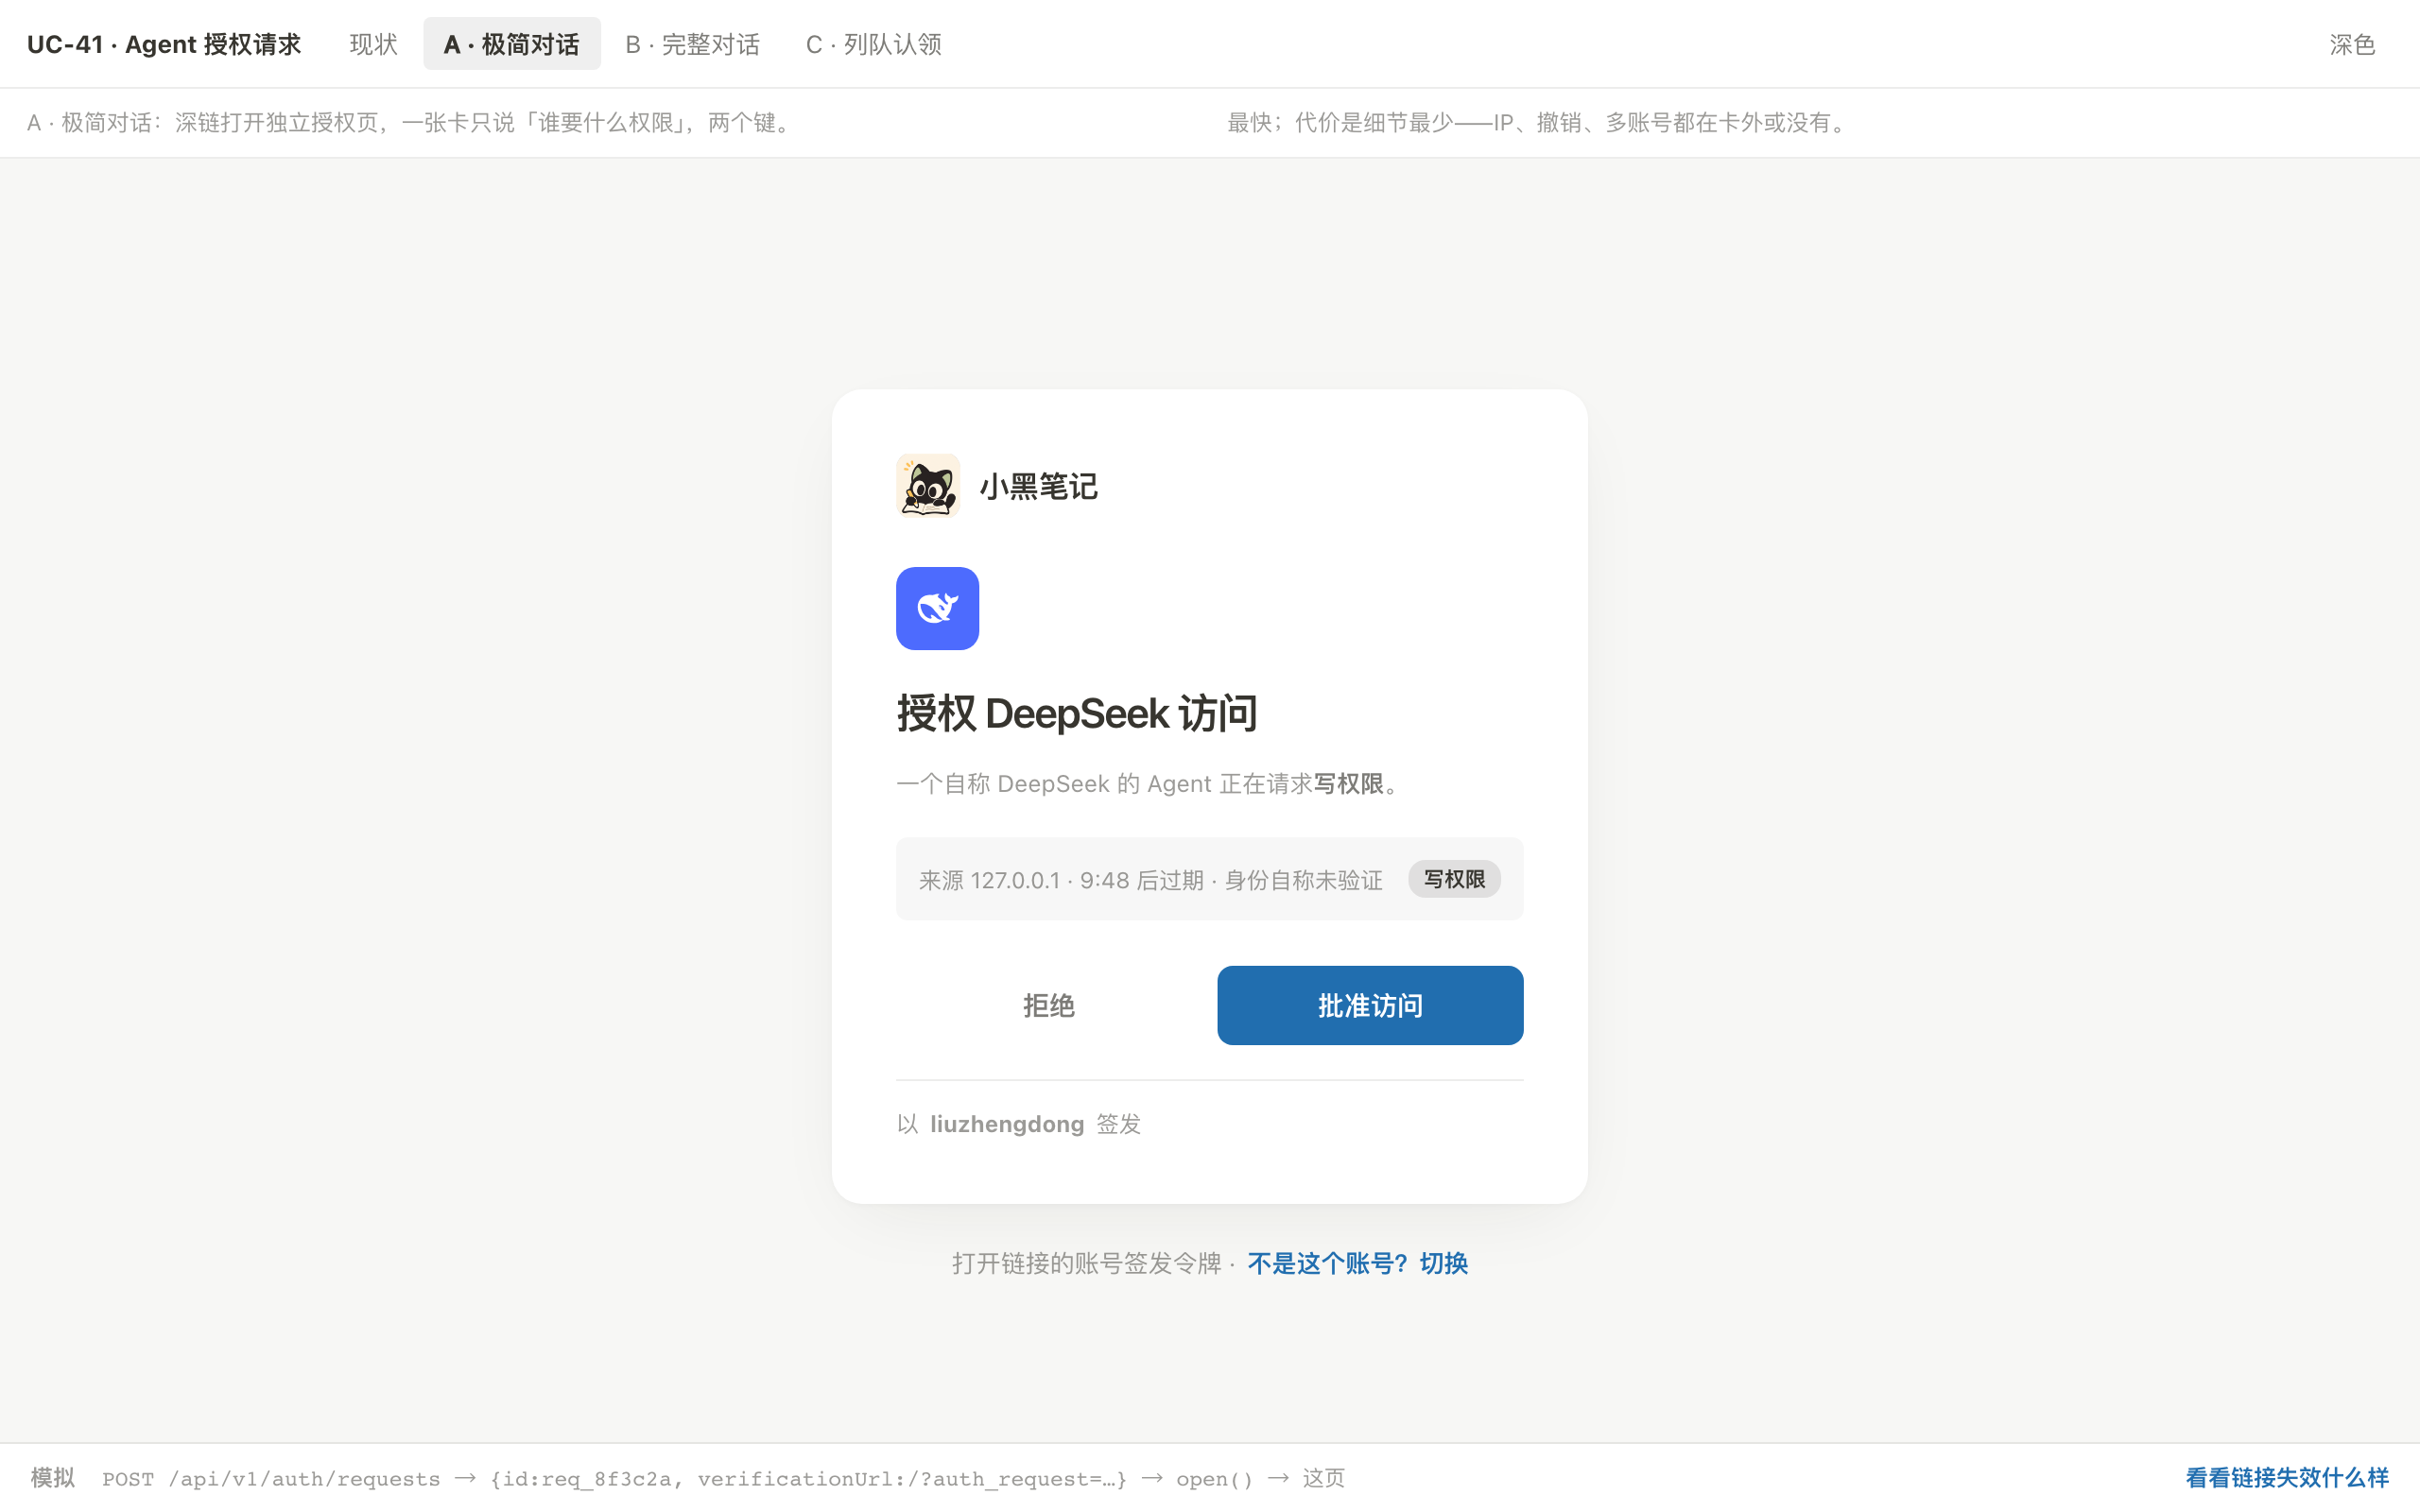 UC-41 · Agent 授权请求 现状 A · 极简对话 B · 完整对话 C · 列队认领 深色
A · 极简对话：深链打开独立授权页，一张卡只说「谁要什么权限」，两个键。 最快；代价是细节最少——IP、撤销、多账号都在卡外或没有。
小黑笔记
授权 DeepSeek 访问
一个自称 DeepSeek 的 Agent 正在请求写权限。
来源 127.0.0.1 · 9:48 后过期 · 身份自称未验证 写权限
拒绝 批准访问
以 liuzhengdong 签发
打开链接的账号签发令牌 · 不是这个账号？切换
模拟 POST /api/v1/auth/requests → {id:req_8f3c2a, verificationUrl:/?auth_request=…} → open() → 这页 看看链接失效什么样